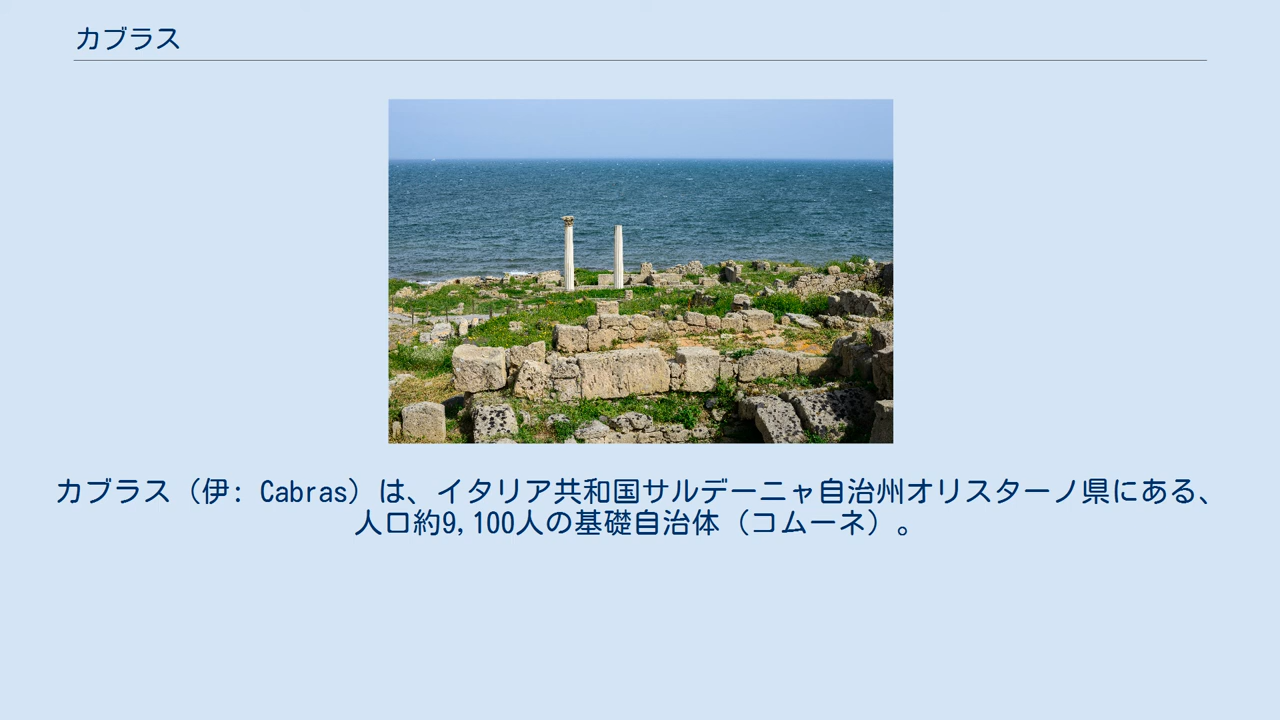 カブラス
カブラス（伊: Cabras）は、イタリア共和国サルデーニャ自治州オリスターノ県にある、
人口約9,100人の基礎自治体（コムーネ）。